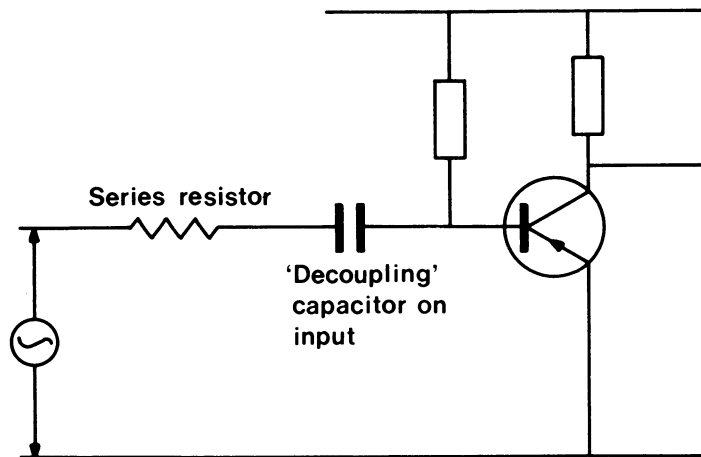 Series resistor
'Decoupling'
capacitor on
input